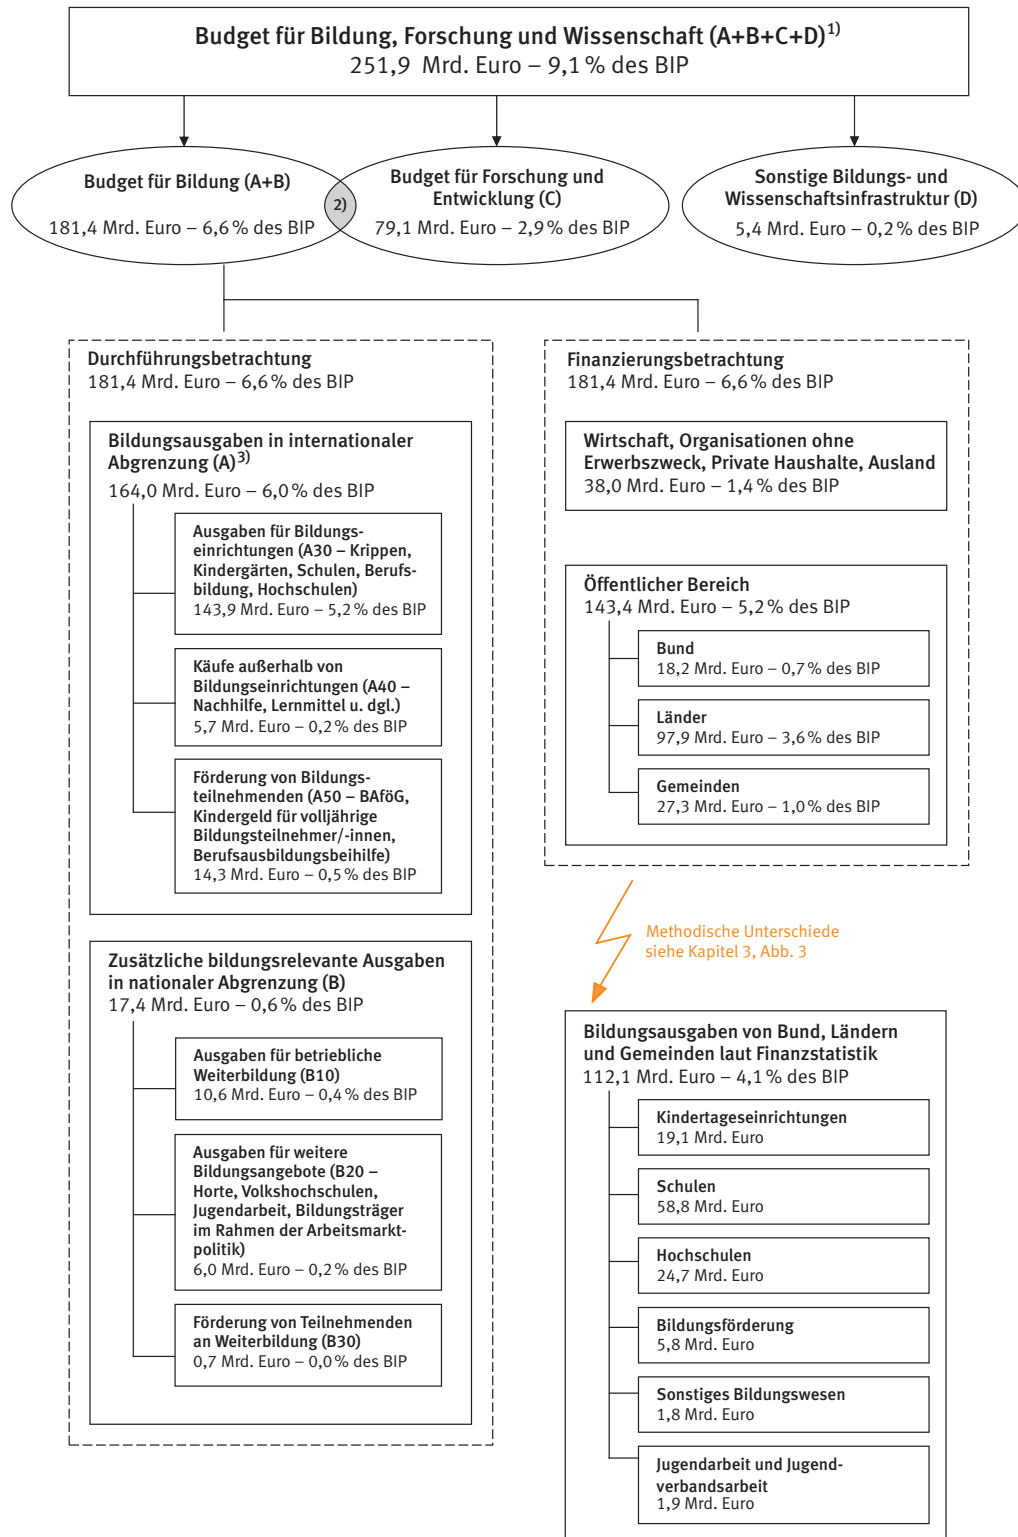 Budget für Bildung, Forschung und Wissenschaft (A+B+C+D)1)
251,9 Mrd. Euro – 9,1 % des BIP
Budget für Bildung (A+B)
181,4 Mrd. Euro – 6,6 % des BIP
2)
Budget für Forschung und
Entwicklung (C)
79,1 Mrd. Euro – 2,9 % des BIP
Sonstige Bildungs- und
Wissenschaftsinfrastruktur (D)
5,4 Mrd. Euro – 0,2 % des BIP
Durchführungsbetrachtung
181,4 Mrd. Euro – 6,6 % des BIP
Bildungsausgaben in internationaler
Abgrenzung (A)3)
164,0 Mrd. Euro – 6,0 % des BIP
Ausgaben für Bildungs-
einrichtungen (A30 – Krippen,
Kindergärten, Schulen, Berufs-
bildung, Hochschulen)
143,9 Mrd. Euro – 5,2 % des BIP
Käufe außerhalb von
Bildungseinrichtungen (A40 –
Nachhilfe, Lernmittel u. dgl.)
5,7 Mrd. Euro – 0,2 % des BIP
Förderung von Bildungs-
teilnehmenden (A50 – BAföG,
Kindergeld für volljährige
Bildungsteilnehmer/-innen,
Berufsausbildungsbeihilfe)
14,3 Mrd. Euro – 0,5 % des BIP
Zusätzliche bildungsrelevante Ausgaben
in nationaler Abgrenzung (B)
17,4 Mrd. Euro – 0,6 % des BIP
Ausgaben für betriebliche
Weiterbildung (B10)
10,6 Mrd. Euro – 0,4 % des BIP
Ausgaben für weitere
Bildungsangebote (B20 –
Horte, Volkshochschulen,
Jugendarbeit, Bildungsträger
im Rahmen der Arbeitsmarkt-
politik)
6,0 Mrd. Euro – 0,2 % des BIP
Förderung von Teilnehmenden
an Weiterbildung (B30)
0,7 Mrd. Euro – 0,0 % des BIP
Finanzierungsbetrachtung
181,4 Mrd. Euro – 6,6 % des BIP
Wirtschaft, Organisationen ohne
Erwerbszweck, Private Haushalte, Ausland
38,0 Mrd. Euro – 1,4 % des BIP
Öffentlicher Bereich
143,4 Mrd. Euro – 5,2 % des BIP
Bund
18,2 Mrd. Euro – 0,7 % des BIP
Länder
97,9 Mrd. Euro – 3,6 % des BIP
Gemeinden
27,3 Mrd. Euro – 1,0 % des BIP
Methodische Unterschiede
siehe Kapitel 3, Abb. 3
Bildungsausgaben von Bund, Ländern
und Gemeinden laut Finanzstatistik
112,1 Mrd. Euro – 4,1 % des BIP
Kindertageseinrichtungen
19,1 Mrd. Euro
Schulen
58,8 Mrd. Euro
Hochschulen
24,7 Mrd. Euro
Bildungsförderung
5,8 Mrd. Euro
Sonstiges Bildungswesen
1,8 Mrd. Euro
Jugendarbeit und Jugend-
verbandsarbeit
1,9 Mrd. Euro